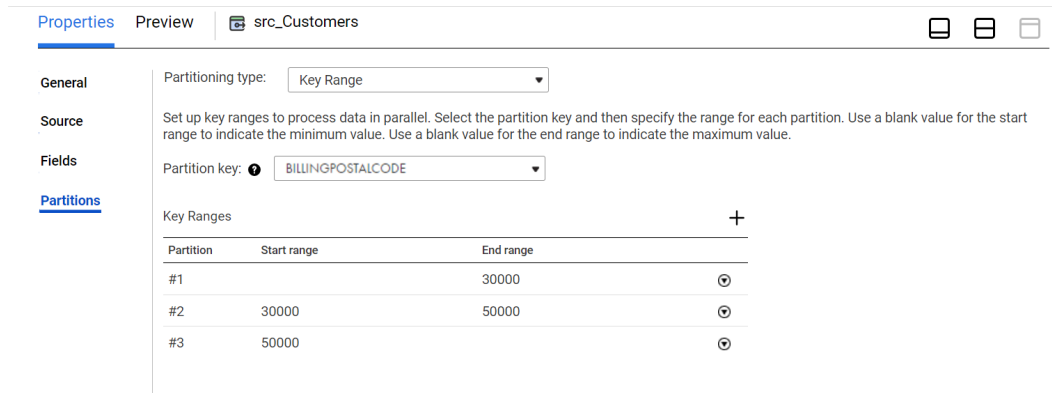 Properties Preview src_Customers
General
Partitioning type: Key Range
Source
Set up key ranges to process data in parallel. Select the partition key and then specify the range for each partition. Use a blank value for the start
range to indicate the minimum value. Use a blank value for the end range to indicate the maximum value.
Fields
Partition key: ? BILLINGPOSTALCODE
Partitions
Key Ranges +
Partition Start range End range
#1 30000
#2 30000 50000
#3 50000